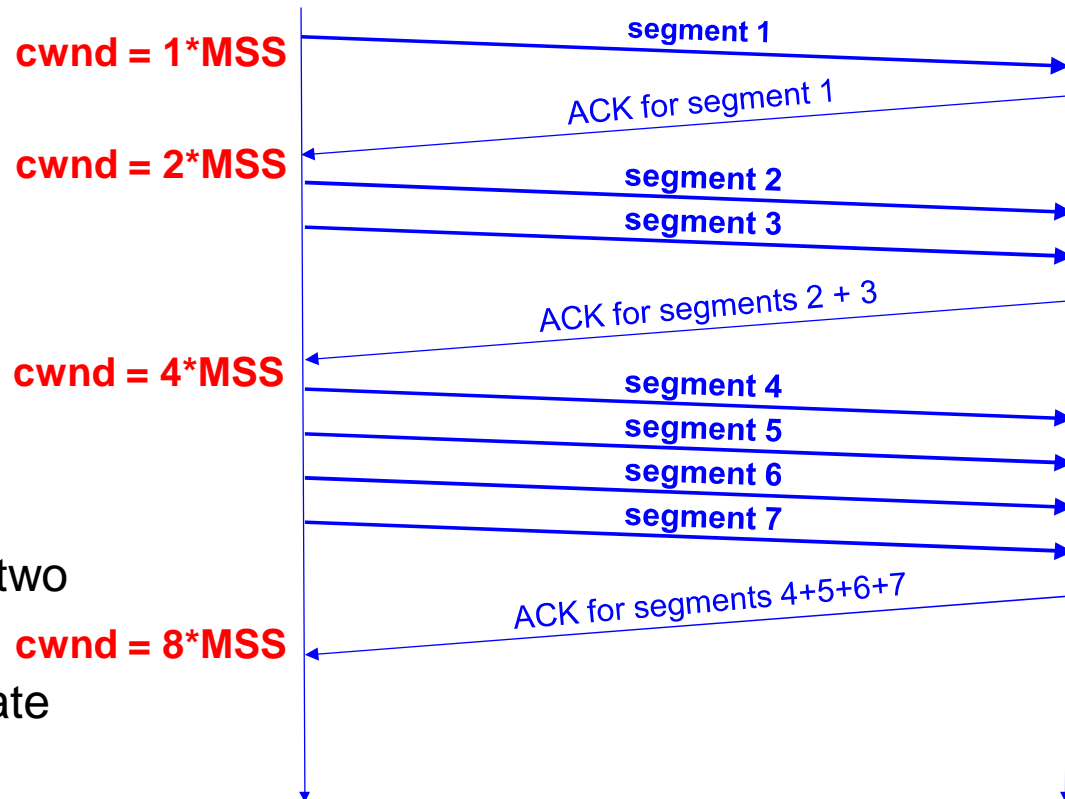 segment 1
cwnd = 1*MSS
ACK for segment 1
cwnd = 2*MSS
segment 2
segment 3
ACK for segments 2 + 3
cwnd = 4*MSS
segment 4
segment 5
segment 6
segment 7
two
ACK for segments 4+5+6+7
cwnd = 8*MSS